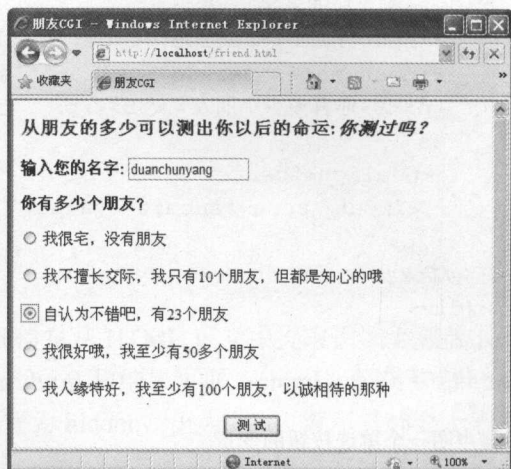 朋友CGI - Windows Internet Explorer
http://localhost/friend.html
收藏夹
朋友CGI
从朋友的多少可以测出你以后的命运:你测过吗?
输入您的名字: duanchunyang
你有多少个朋友?
我很宅，没有朋友
我不擅长交际，我只有10个朋友，但都是知心的哦
自认为不错吧，有23个朋友
我很好哦，我至少有50多个朋友
我人缘特好，我至少有100个朋友，以诚相待的那种
测 试
Internet
100%